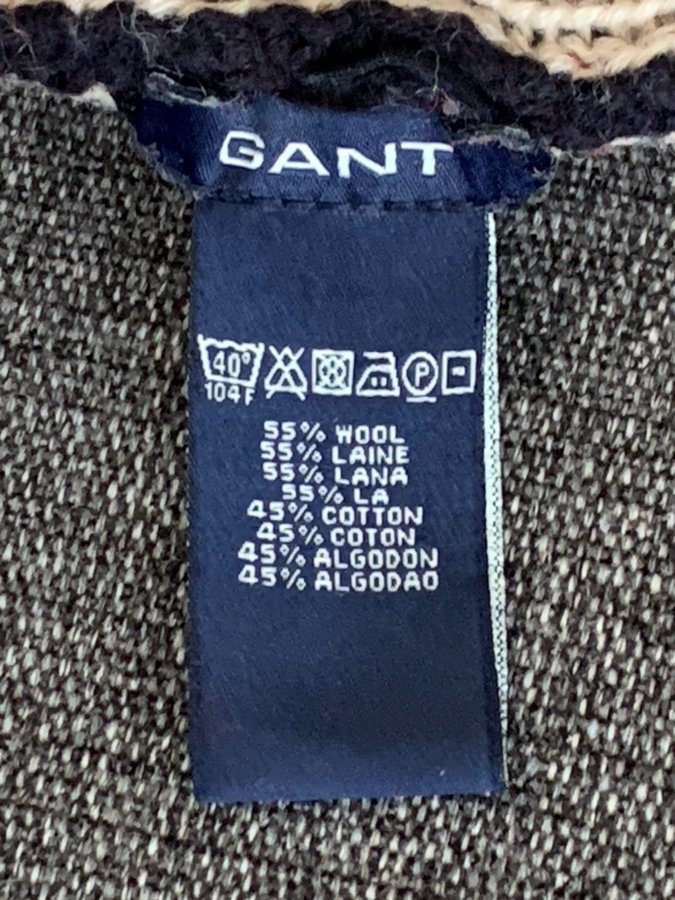 GANT
40°
104F
P
55% WOOL
55% LAINE
55% LANA
55% LA
45% COTTON
45% COTON
45% ALGODON
45% ALGODAO